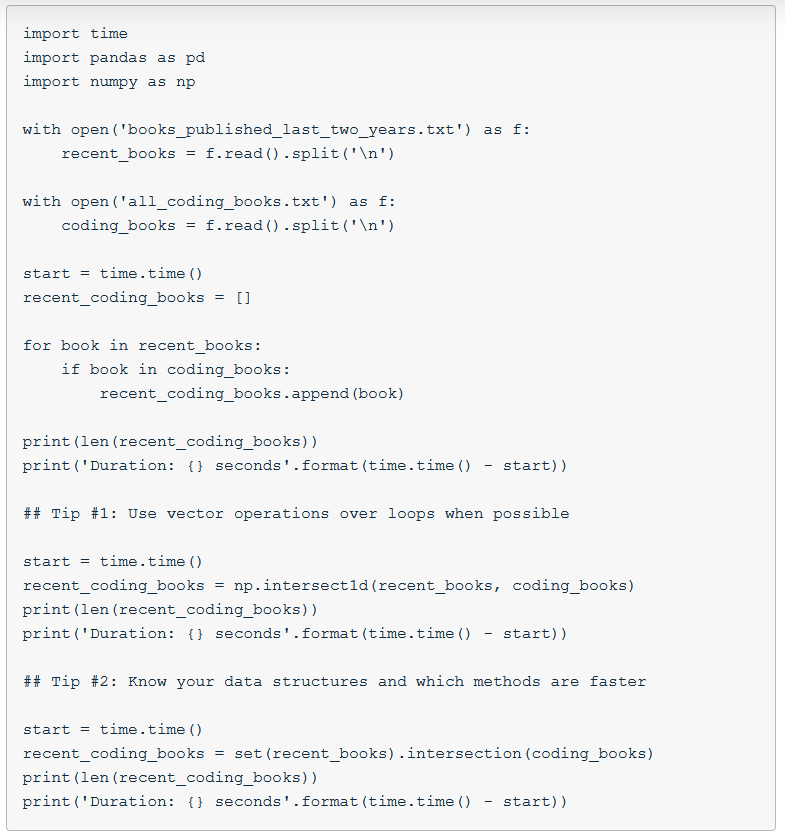 import time
import pandas as pd
import numpy as np

with open('books_published_last_two_years.txt') as f:
    recent_books = f.read().split('\n')

with open('all_coding_books.txt') as f:
    coding_books = f.read().split('\n')

start = time.time()
recent_coding_books = []

for book in recent_books:
    if book in coding_books:
        recent_coding_books.append(book)

print(len(recent_coding_books))
print('Duration: {} seconds'.format(time.time() - start))

## Tip #1: Use vector operations over loops when possible

start = time.time()
recent_coding_books = np.intersect1d(recent_books, coding_books)
print(len(recent_coding_books))
print('Duration: {} seconds'.format(time.time() - start))

## Tip #2: Know your data structures and which methods are faster

start = time.time()
recent_coding_books = set(recent_books).intersection(coding_books)
print(len(recent_coding_books))
print('Duration: {} seconds'.format(time.time() - start))